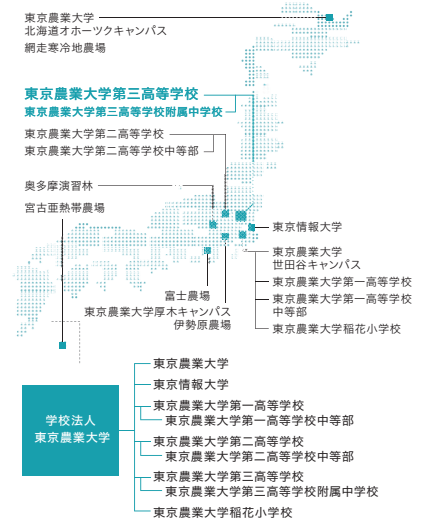 東京農業大学
北海道オホーツクキャンパス
網走寒冷地農場
東京農業大学第三高等学校
東京農業大学第三高等学校附属中学校
東京農業大学第二高等学校
東京農業大学第二高等学校中等部
奥多摩演習林
宮古亜熱帯農場
東京情報大学
東京農業大学
世田谷キャンパス
東京農業大学第一高等学校
東京農業大学第一高等学校
中等部
東京農業大学稲花小学校
富士農場
東京農業大学厚木キャンパス
伊勢原農場
学校法人
東京農業大学
東京農業大学
東京情報大学
東京農業大学第一高等学校
東京農業大学第一高等学校中等部
東京農業大学第二高等学校
東京農業大学第二高等学校中等部
東京農業大学第三高等学校
東京農業大学第三高等学校附属中学校
東京農業大学稲花小学校